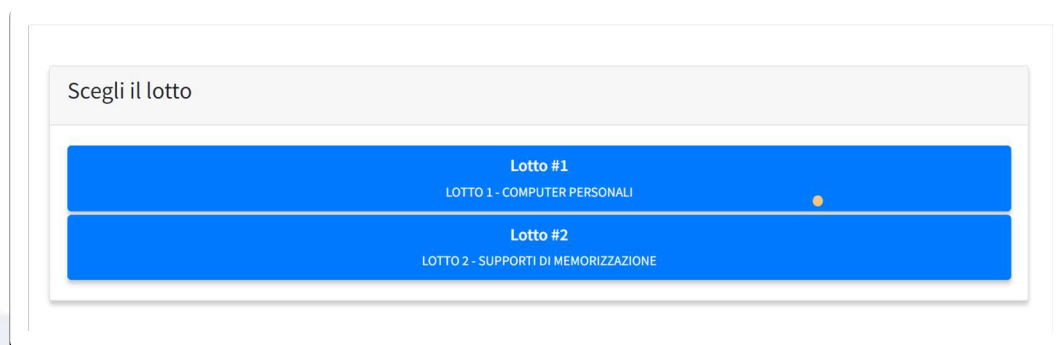 Scegli il lotto
Lotto #1
LOTTO 1 - COMPUTER PERSONALI
Lotto #2
LOTTO 2 - SUPPORTI DI MEMORIZZAZIONE